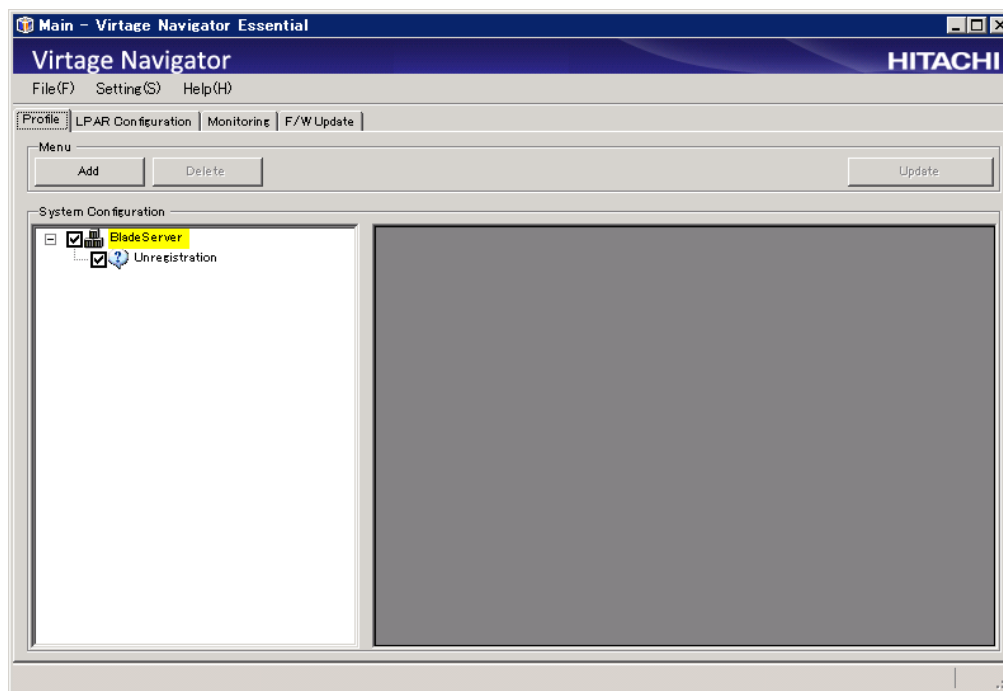 Main - Virtage Navigator Essential
Virtage Navigator
HITACHI
File(F) Setting(S) Help(H)
Profile LPAR Configuration Monitoring F/W Update
Menu
Add Delete Update
System Configuration
BladeServer
Unregistration